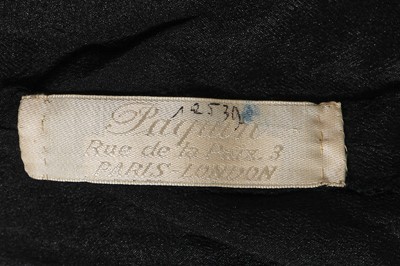 12530
Paquin
Rue de la Paix. 3
PARIS-LONDON